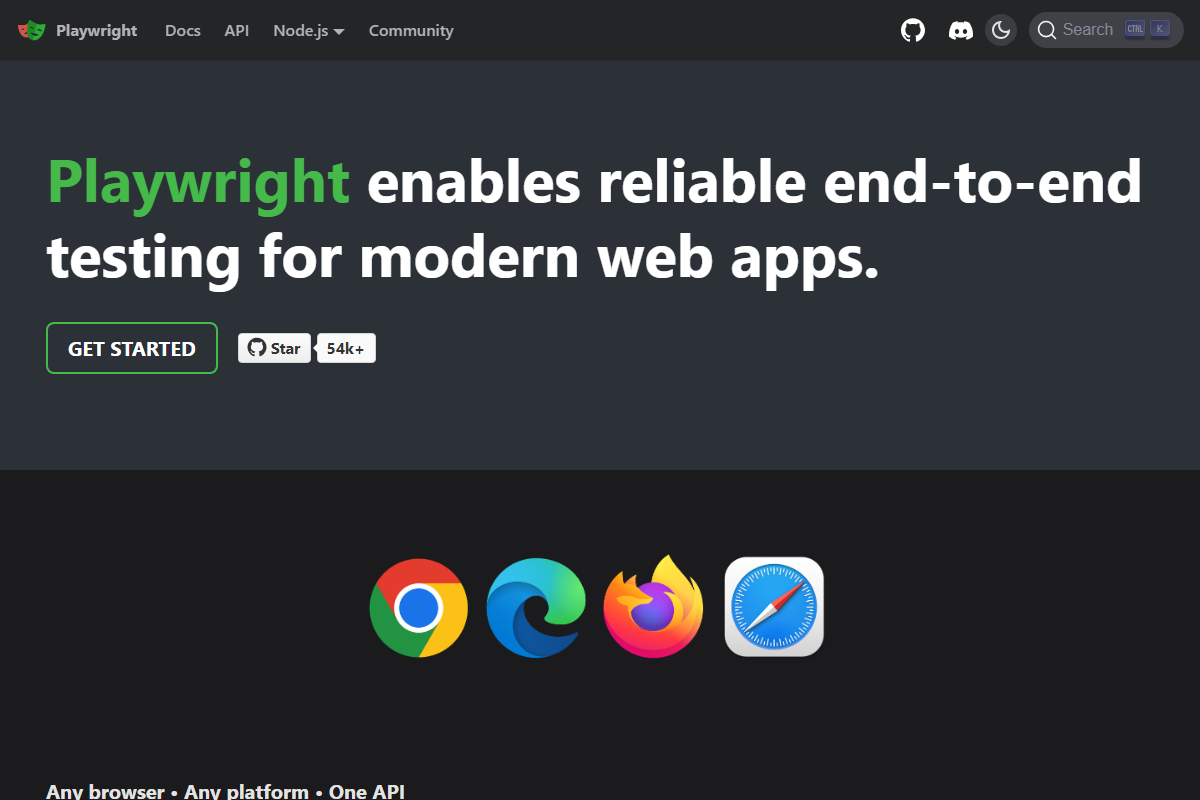 Playwright Docs API Node.js Community Search CTRL K
Playwright enables reliable end-to-end
testing for modern web apps.
GET STARTED Star 54k+
Any browser • Any platform • One API